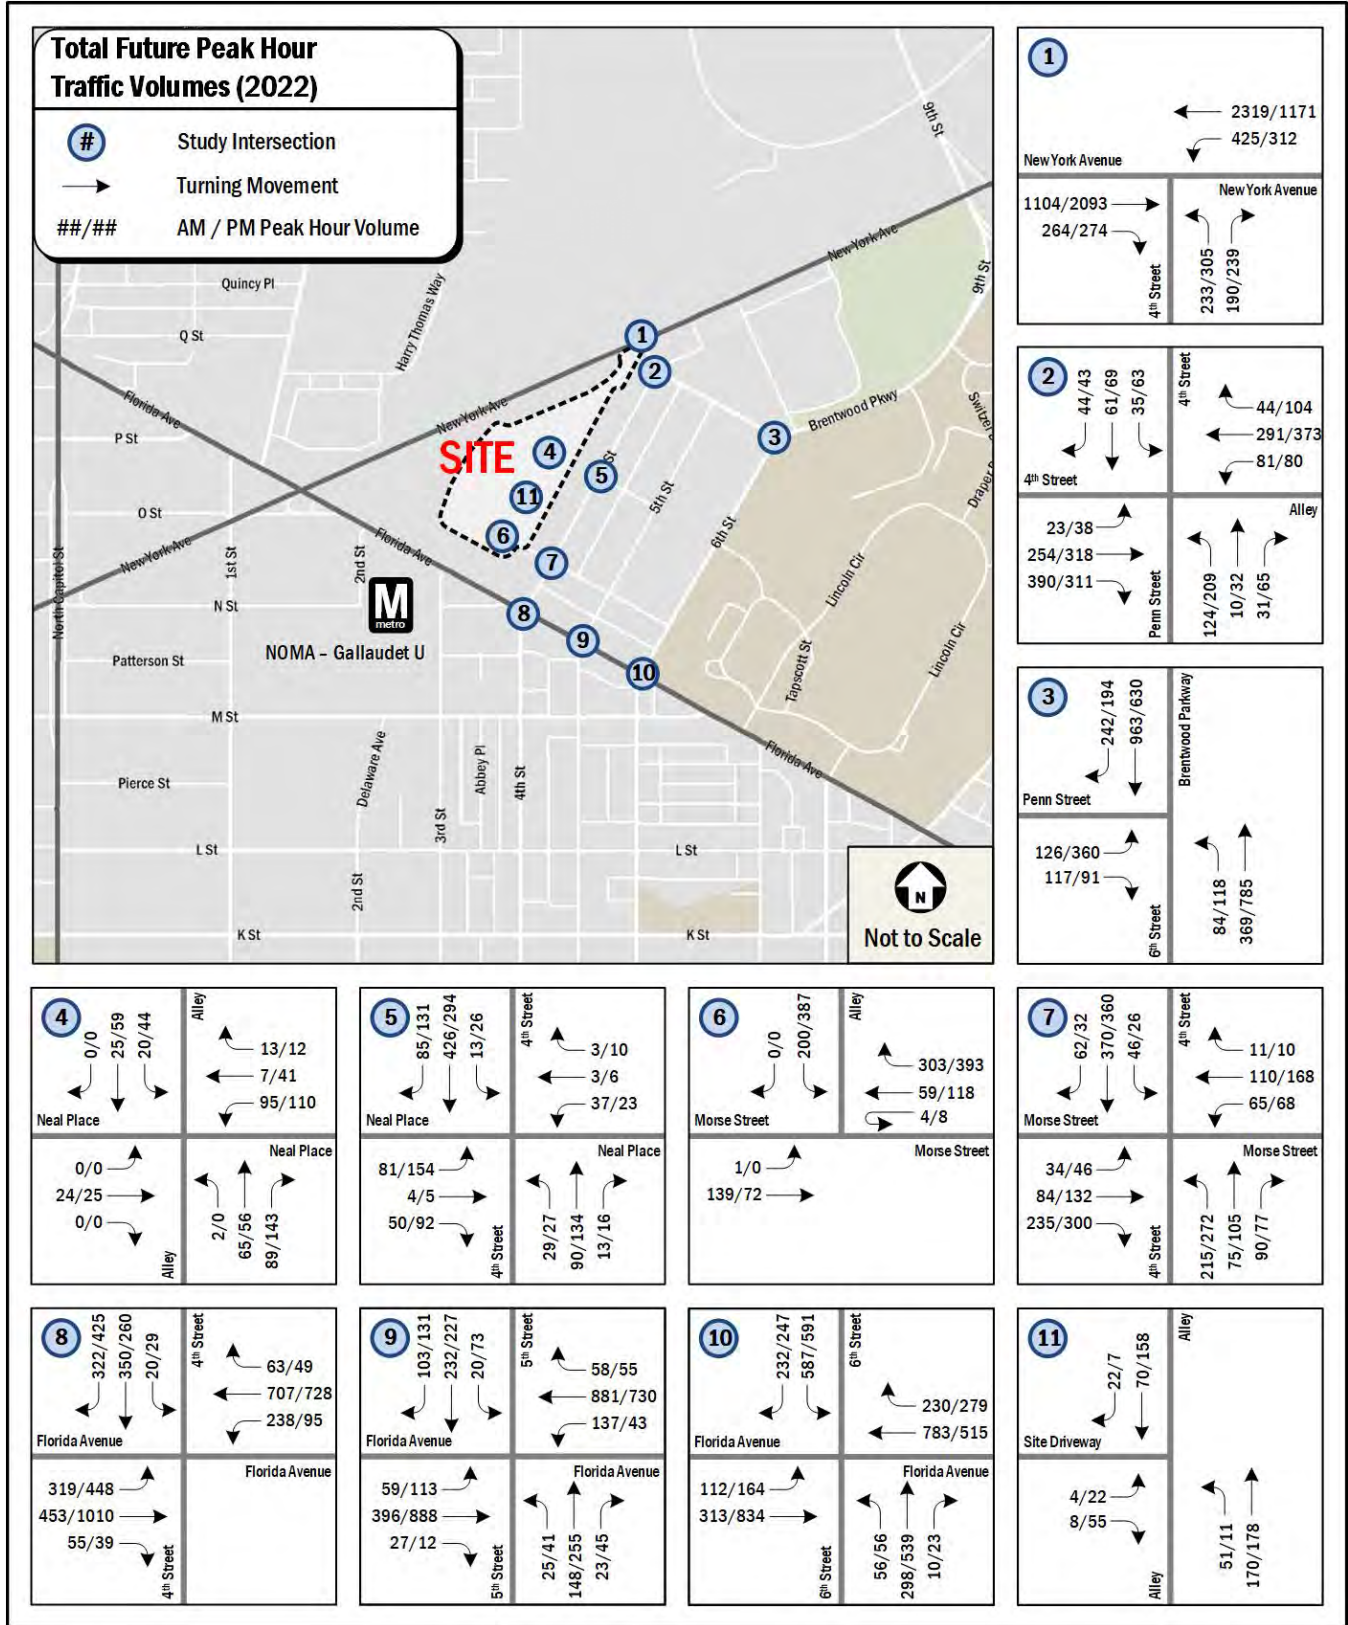 Total Future Peak Hour
Traffic Volumes (2022)
#
Study Intersection
Turning Movement
##/##
AM / PM Peak Hour Volume
Quincy Pl
Q St
Harry Thomas Way
9th St
New York Ave
9th St
Florida Ave
P St
New York Ave
Brentwood Pkwy
SITE
1
2
3
4
5
6
7
8
9
10
11
St
5th St
6th St
O St
New York Ave
1st St
2nd St
Florida Ave
North Capitol St
N St
M
metro
NOMA – Gallaudet U
Patterson St
M St
Lincoln Cir
Lincoln Cir
Tapscott St
Florida Ave
Pierce St
Delaware Ave
Abbey Pl
4th St
3rd St
L St
L St
2nd St
K St
K St
N
Not to Scale
1
2319/1171
425/312
New York Avenue
New York Avenue
1104/2093
264/274
4th Street
233/305
190/239
2
44/43
61/69
35/63
4th Street
44/104
291/373
81/80
4th Street
Alley
23/38
254/318
390/311
Penn Street
124/209
10/32
31/65
3
242/194
963/630
Brentwood Parkway
Penn Street
126/360
117/91
6th Street
84/118
369/785
4
0/0
25/59
20/44
Alley
13/12
7/41
95/110
Neal Place
Neal Place
0/0
24/25
0/0
Alley
2/0
65/56
89/143
5
85/131
426/294
13/26
4th Street
3/10
3/6
37/23
Neal Place
Neal Place
81/154
4/5
50/92
4th Street
29/27
90/134
13/16
6
0/0
200/387
Alley
303/393
59/118
4/8
Morse Street
Morse Street
1/0
139/72
7
62/32
370/360
46/26
4th Street
11/10
110/168
65/68
Morse Street
Morse Street
34/46
84/132
235/300
4th Street
215/272
75/105
90/77
8
322/425
350/260
20/29
4th Street
63/49
707/728
238/95
Florida Avenue
Florida Avenue
319/448
453/1010
55/39
4th Street
9
103/131
232/227
20/73
5th Street
58/55
881/730
137/43
Florida Avenue
Florida Avenue
59/113
396/888
27/12
5th Street
25/41
148/255
23/45
10
232/247
587/591
6th Street
230/279
783/515
Florida Avenue
Florida Avenue
112/164
313/834
6th Street
56/56
298/539
10/23
11
22/7
70/158
Alley
Site Driveway
4/22
8/55
Alley
51/11
170/178